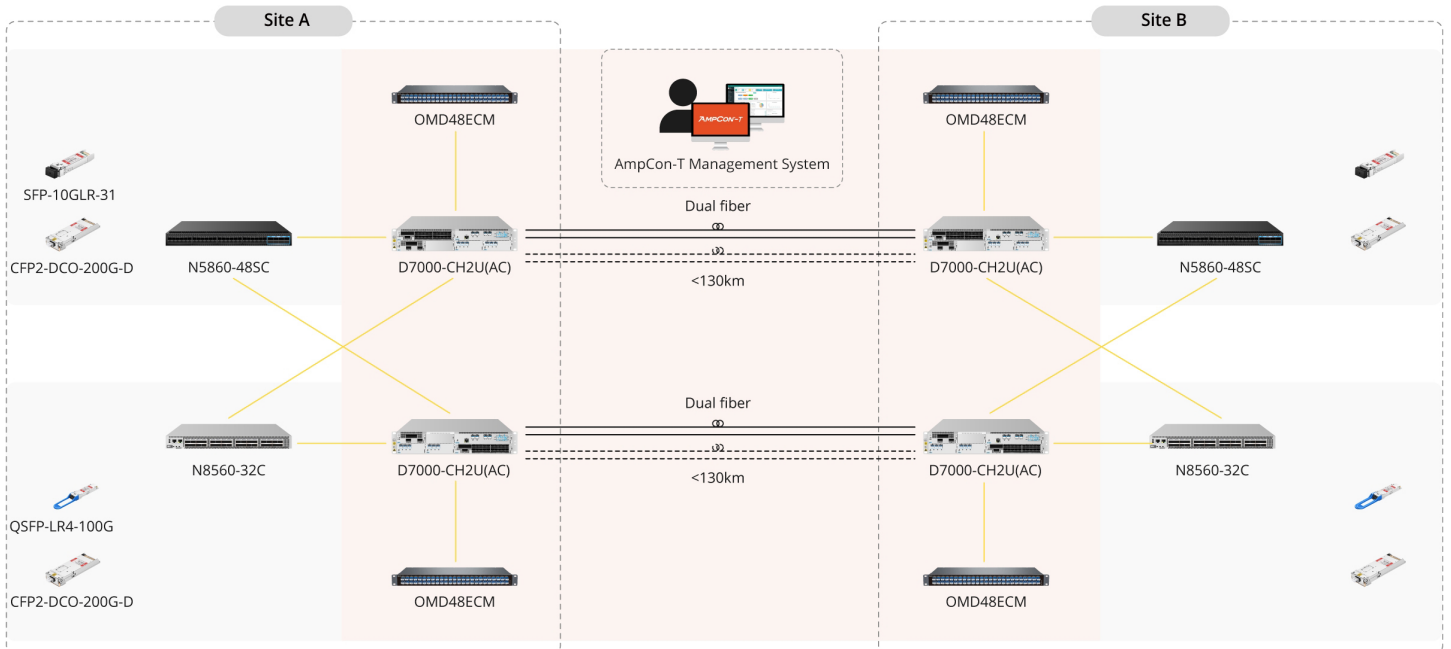 Site A
Site B
OMD48ECM
AMPCON-T
OMD48ECM
AmpCon-T Management System
SFP-10GLR-31
Dual fiber
CFP2-DCO-200G-D
N5860-48SC
D7000-CH2U(AC)
<130km
D7000-CH2U(AC)
N5860-48SC
Dual fiber
N8560-32C
D7000-CH2U(AC)
<130km
D7000-CH2U(AC)
N8560-32C
QSFP-LR4-100G
CFP2-DCO-200G-D
OMD48ECM
OMD48ECM